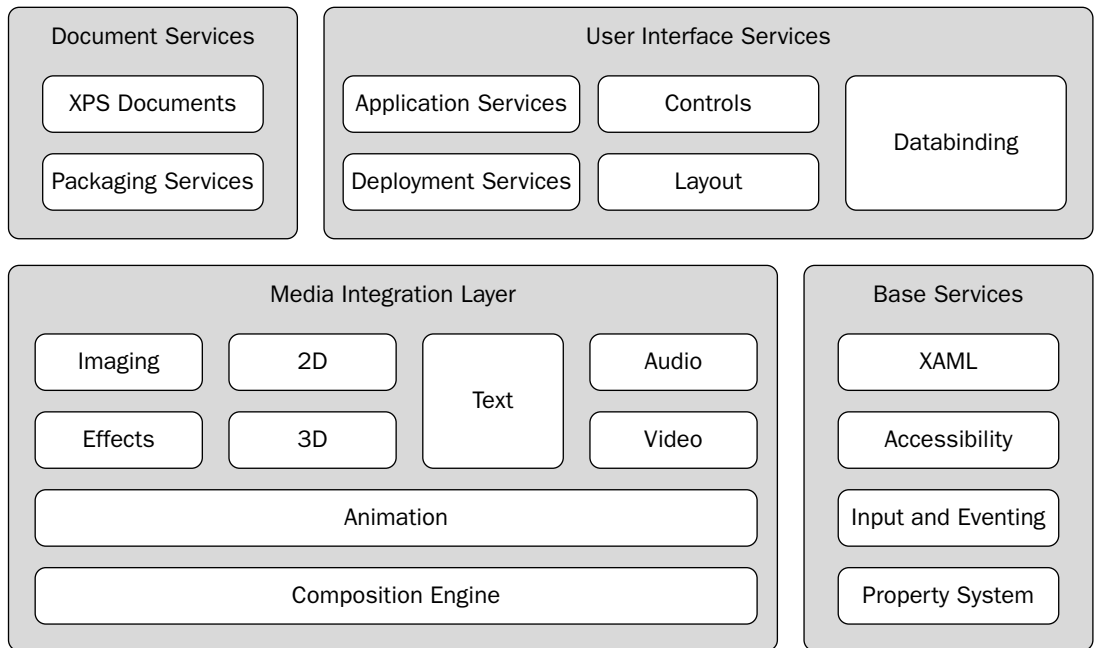 Document Services
XPS Documents
Packaging Services
User Interface Services
Application Services
Controls
Databinding
Deployment Services
Layout
Media Integration Layer
Imaging
2D
Text
Audio
Effects
3D
Video
Animation
Composition Engine
Base Services
XAML
Accessibility
Input and Eventing
Property System